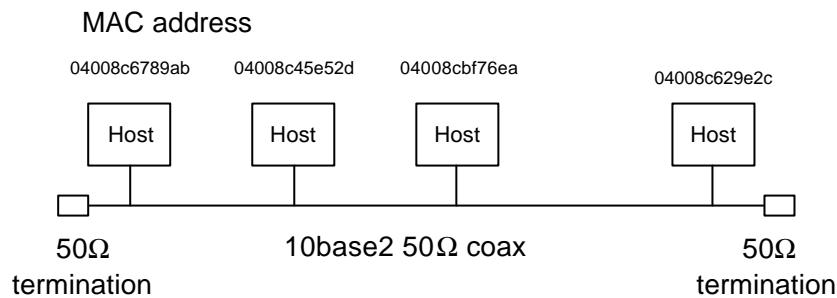 MAC address
04008c6789ab 04008c45e52d 04008cbf76ea 04008c629e2c
Host Host Host Host
50Ω 10base2 50Ω coax 50Ω
termination termination